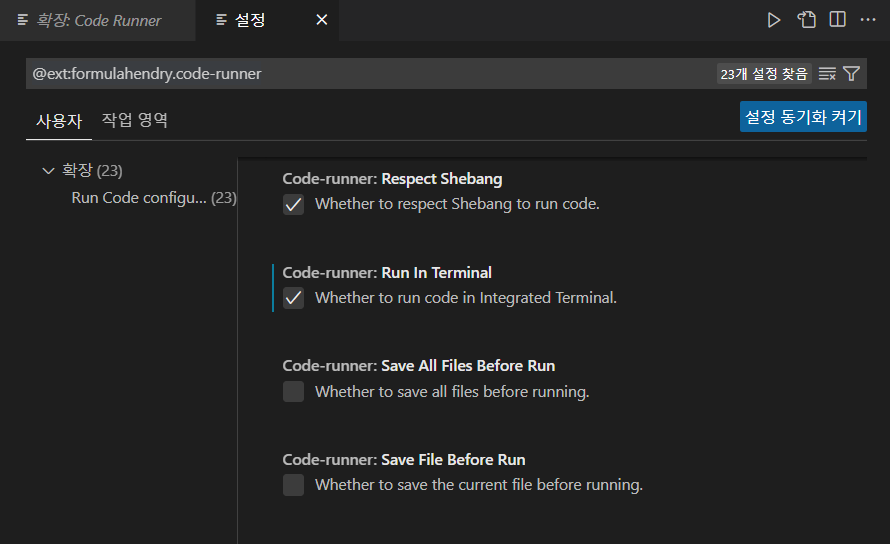 확장: Code Runner
설정
@ext:formulahendry.code-runner
23개 설정 찾음
사용자
작업 영역
설정 동기화 켜기
확장 (23)
Run Code configu... (23)
Code-runner: Respect Shebang
Whether to respect Shebang to run code.
Code-runner: Run In Terminal
Whether to run code in Integrated Terminal.
Code-runner: Save All Files Before Run
Whether to save all files before running.
Code-runner: Save File Before Run
Whether to save the current file before running.